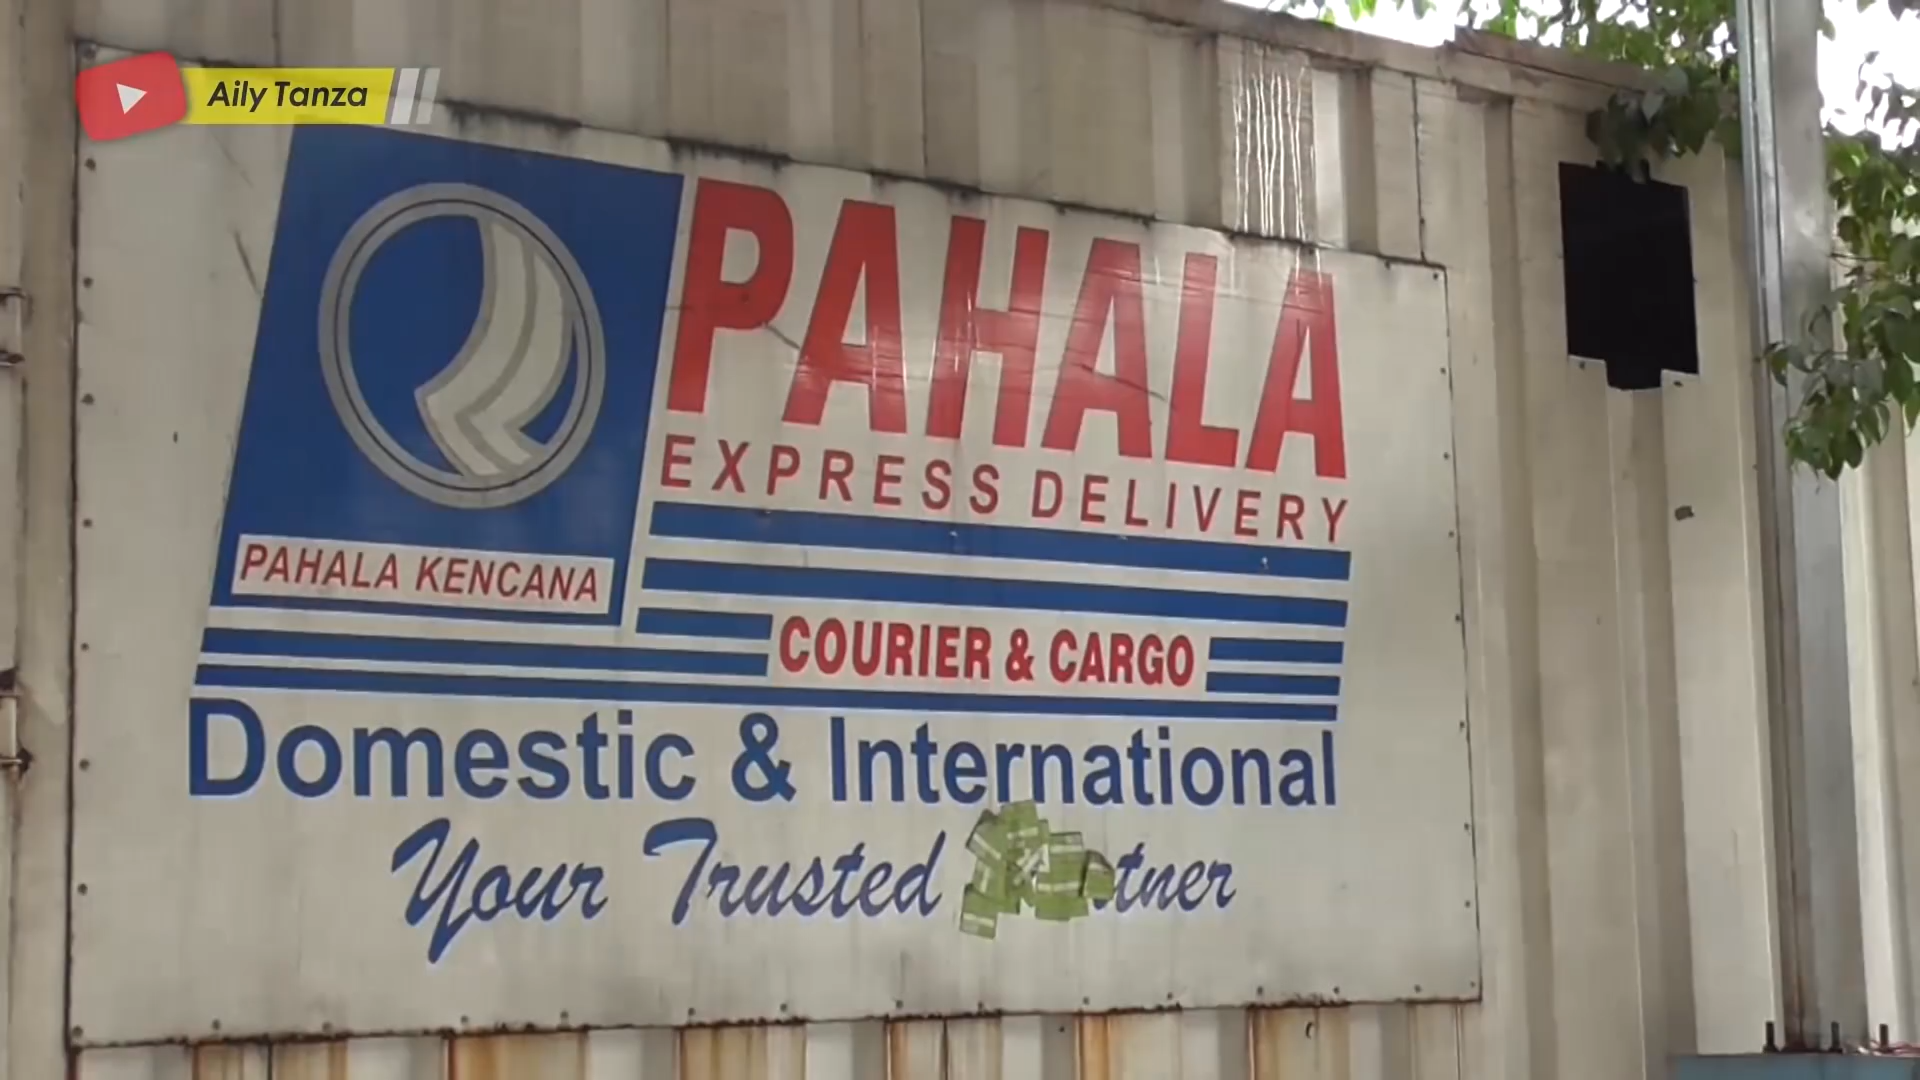 Aily Tanza
PAHALA
EXPRESS DELIVERY
PAHALA KENCANA
COURIER & CARGO
Domestic & International
Your Trusted